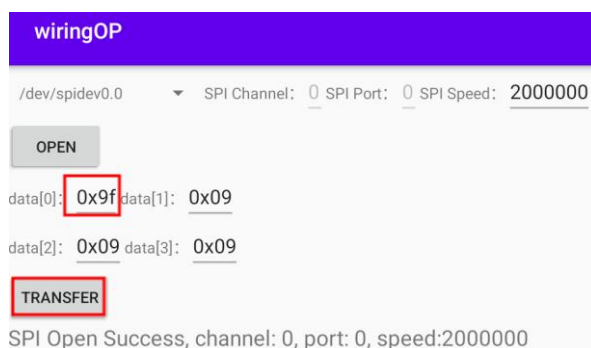 wiringOP
/dev/spidev0.0 SPI Channel: 0 SPI Port: 0 SPI Speed: 2000000
OPEN
data[0]: 0x9f data[1]: 0x09
data[2]: 0x09 data[3]: 0x09
TRANSFER
SPI Open Success, channel: 0, port: 0, speed:2000000